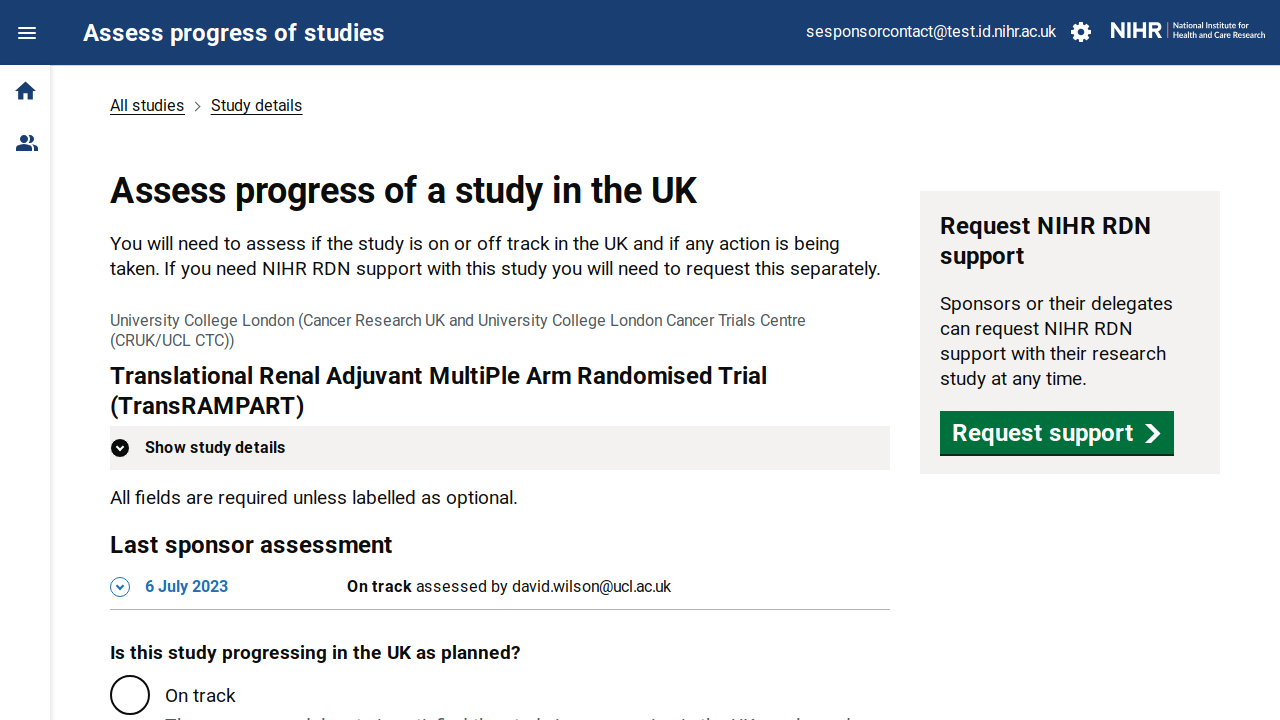 Assess progress of studies
sesponsorcontact@test.id.nihr.ac.uk
NIHR
National Institute for
Health and Care Research
All studies
Study details
Assess progress of a study in the UK
You will need to assess if the study is on or off track in the UK and if any action is being
taken. If you need NIHR RDN support with this study you will need to request this separately.
University College London (Cancer Research UK and University College London Cancer Trials Centre
(CRUK/UCL CTC))
Translational Renal Adjuvant MultiPle Arm Randomised Trial
(TransRAMPART)
Show study details
All fields are required unless labelled as optional.
Last sponsor assessment
6 July 2023
On track assessed by david.wilson@ucl.ac.uk
Is this study progressing in the UK as planned?
On track
Request NIHR RDN
support
Sponsors or their delegates
can request NIHR RDN
support with their research
study at any time.
Request support